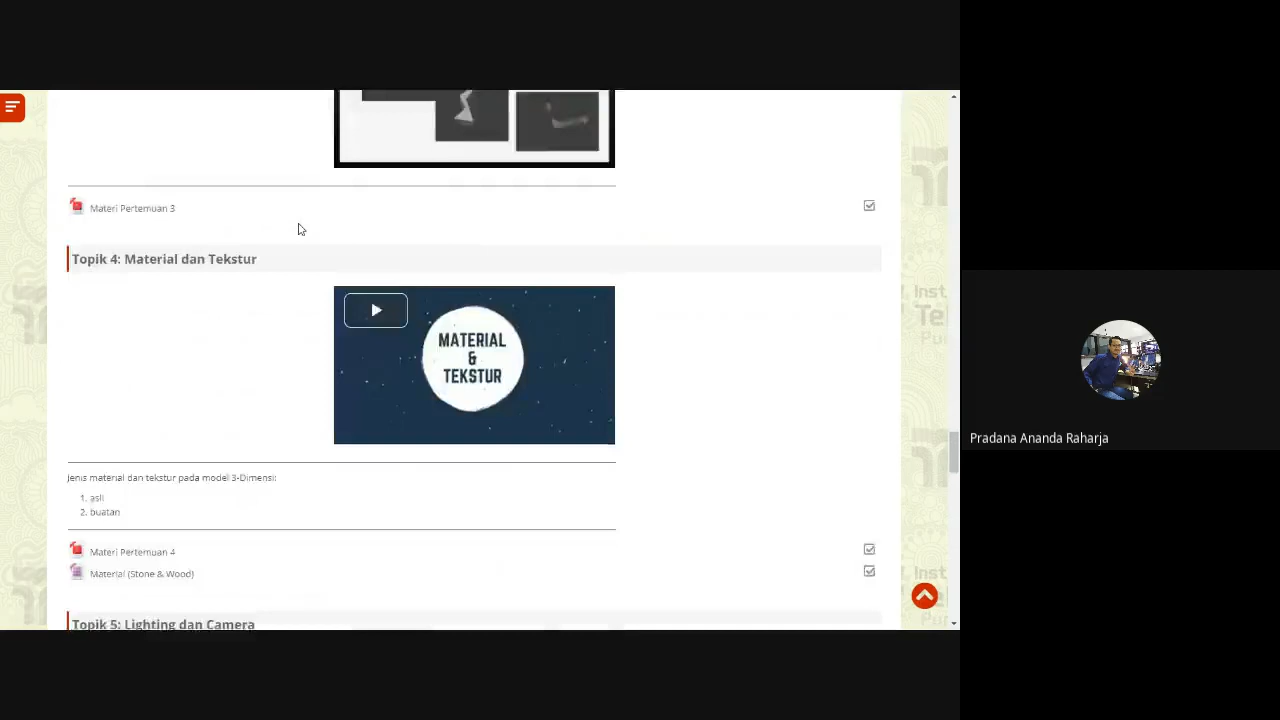 Materi Pertemuan 3
Topik 4: Material dan Tekstur
MATERIAL
&
TEKSTUR
Jenis material dan tekstur pada model 3-Dimensi:
1. asli
2. buatan
Materi Pertemuan 4
Material (Stone & Wood)
Topik 5: Lighting dan Camera
Pradana Ananda Raharja